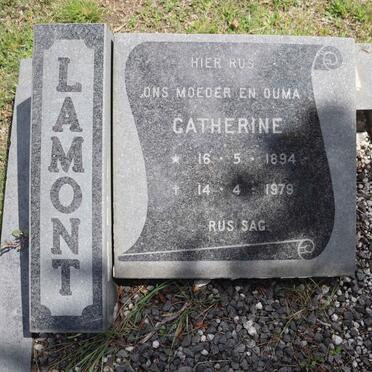 LAMONT
HIER RUS
ONS MOEDER EN OUMA
CATHERINE
★ 16 · 5 · 1894
✝ 14 · 4 · 1979
RUS SAG